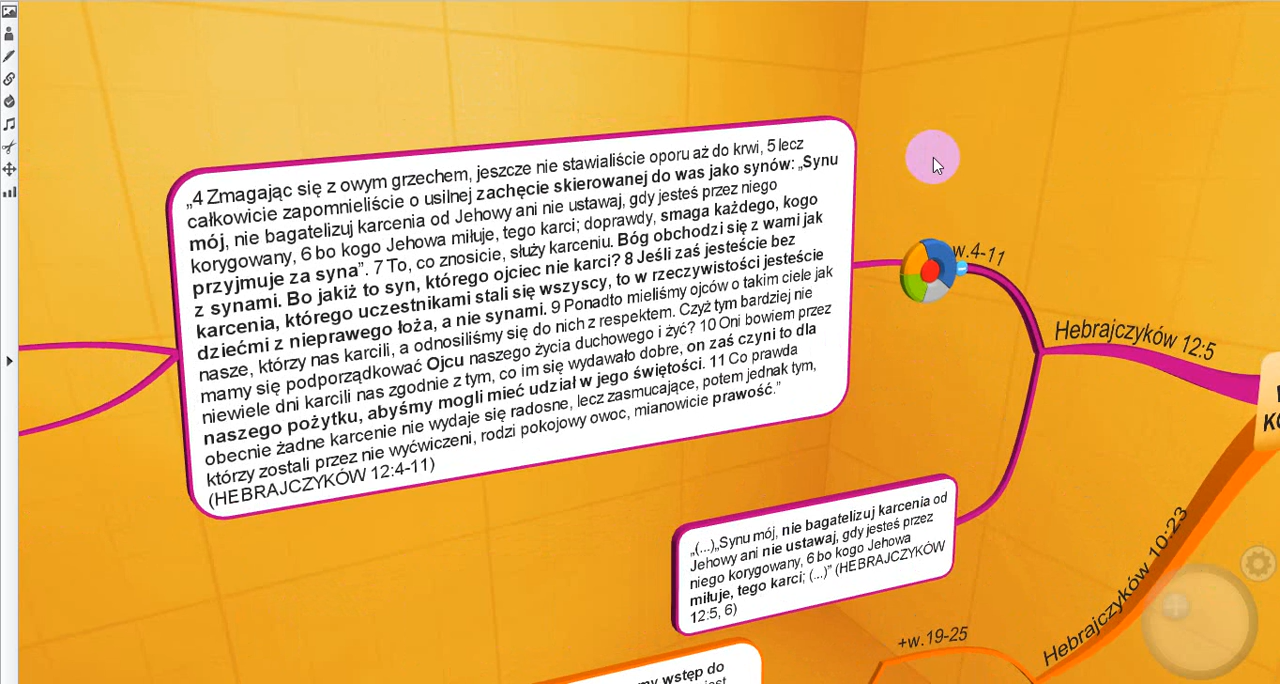 „4 Zmagając się z owym grzechem, jeszcze nie stawialiście oporu aż do krwi, 5 lecz
całkowicie zapomnieliście o usilnej zachęcie skierowanej do was jako synów: „Synu
mój, nie bagatelizuj karcenia od Jehowy ani nie ustawaj, gdy jesteś przez niego
korygowany, 6 bo kogo Jehowa miłuje, tego karci; doprawdy, smaga każdego, kogo
przyjmuje za syna”. 7 To, co znosicie, służy karceniu. Bóg obchodzi się z wami jak
z synami. Bo jakiż to syn, którego ojciec nie karci? 8 Jeśli zaś jesteście bez
karcenia, którego uczestnikami stali się wszyscy, to w rzeczywistości jesteście
dziećmi z nieprawego łoża, a nie synami. 9 Ponadto mieliśmy ojców o takim ciele jak
nasze, którzy nas karcili, a odnosiliśmy się do nich z respektem. Czyż tym bardziej nie
mamy się podporządkować Ojcu naszego życia duchowego i żyć? 10 Oni bowiem przez
niewiele dni karcili nas zgodnie z tym, co im się wydawało dobre, on zaś czyni to dla
naszego pożytku, abyśmy mogli mieć udział w jego świętości. 11 Co prawda
obecnie żadne karcenie nie wydaje się radosne, lecz zasmucające, potem jednak tym,
którzy zostali przez nie wyćwiczeni, rodzi pokojowy owoc, mianowicie prawość.”
(HEBRAJCZYKÓW 12:4-11)
w.4-11
Hebrajczyków 12:5
„(...)„Synu mój, nie bagatelizuj karcenia od
Jehowy ani nie ustawaj, gdy jesteś przez
niego korygowany, 6 bo kogo Jehowa
miłuje, tego karci; (...)” (HEBRAJCZYKÓW
12:5, 6)
Hebrajczyków 10:23
+w.19-25
wstęp do